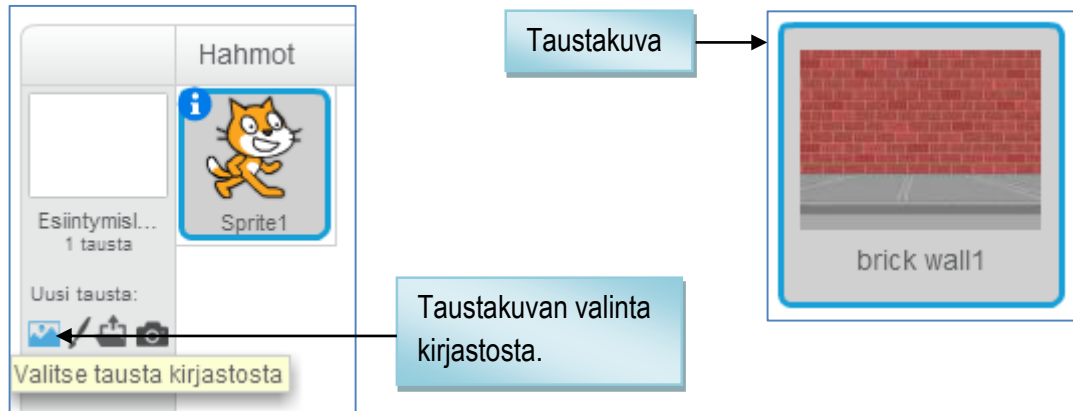 Hahmot
Esiintymisl...
1 tausta
Sprite1
Uusi tausta:
Valitse tausta kirjastosta
Taustakuvan valinta
kirjastosta.
Taustakuva
brick wall1